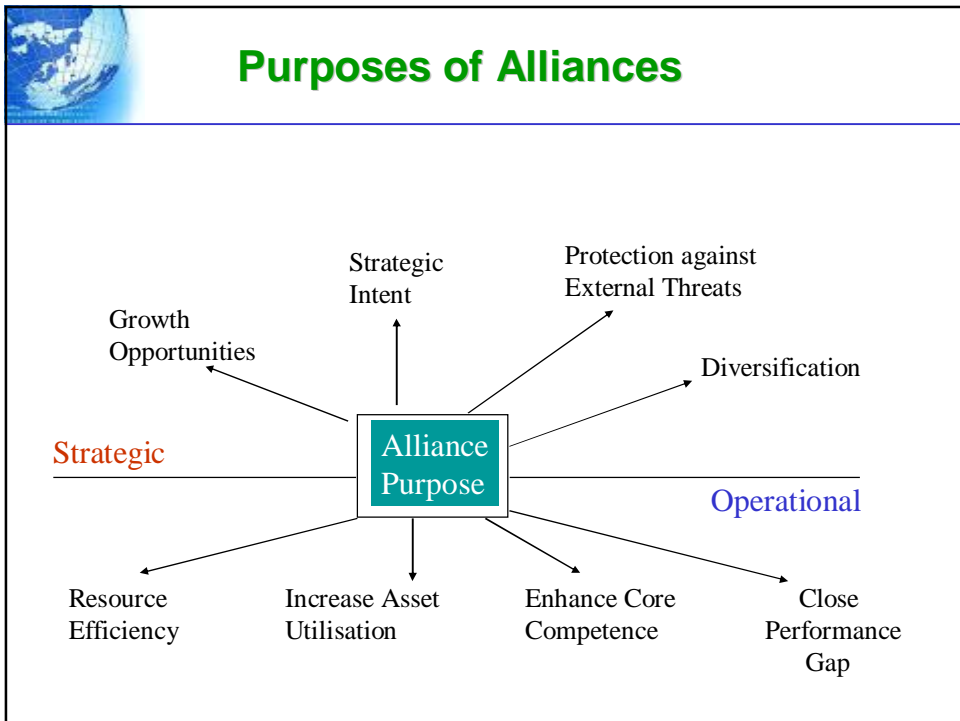 Purposes of Alliances
Strategic
Intent
Protection against
External Threats
Growth
Opportunities
Diversification
Strategic
Alliance
Purpose
Operational
Resource
Efficiency
Increase Asset
Utilisation
Enhance Core
Competence
Close
Performance
Gap